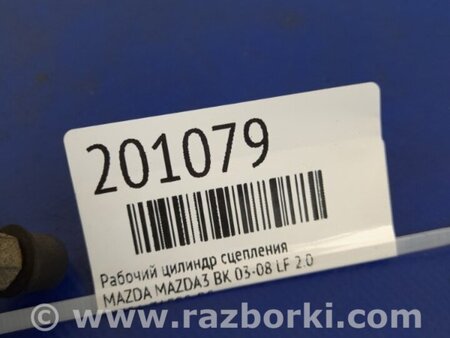 201079
Рабочий цилиндр сцепления
MAZDA MAZDA3 BK 03-08 LF 2.0
www.razborki.com